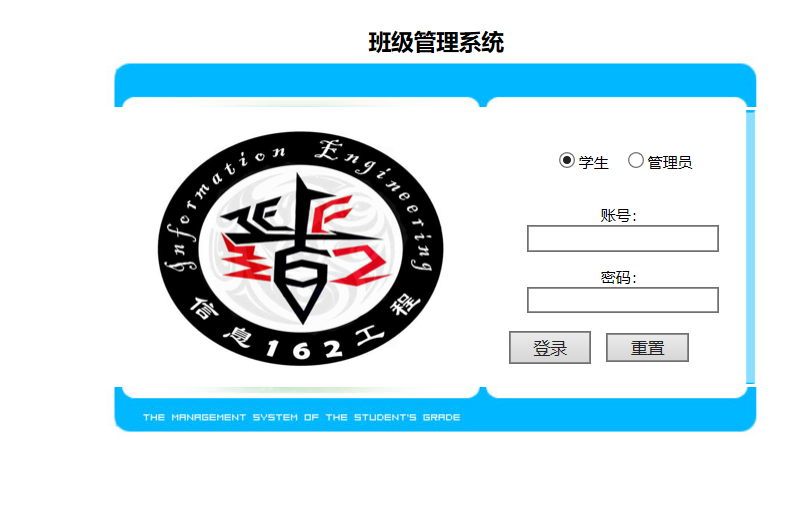 班级管理系统
Information Engineering
信息162工程
学生 管理员
账号:
密码:
登录 重置
THE MANAGEMENT SYSTEM OF THE STUDENT'S GRADE